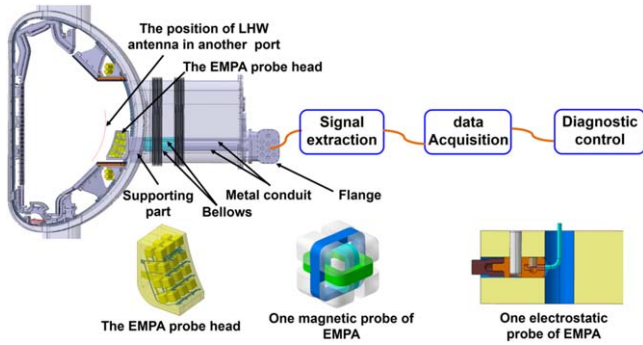 The position of LHW
antenna in another port
The EMPA probe head
Signal
extraction
data
Acquisition
Diagnostic
control
Supporting
part
Bellows
Metal conduit
Flange
The EMPA probe head
One magnetic probe of
EMPA
One electrostatic
probe of EMPA